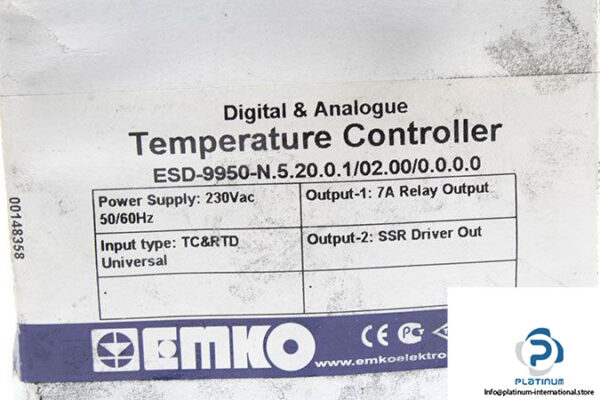 Digital & Analogue
Temperature Controller
ESD-9950-N.5.20.0.1/02.00/0.0.0.0
Power Supply: 230Vac
50/60Hz
Output-1: 7A Relay Output
Input type: TC&RTD
Universal
Output-2: SSR Driver Out
00148358
EMKO
CE
www.emkoelektro
PLATINUM
Info@platinum-international.store